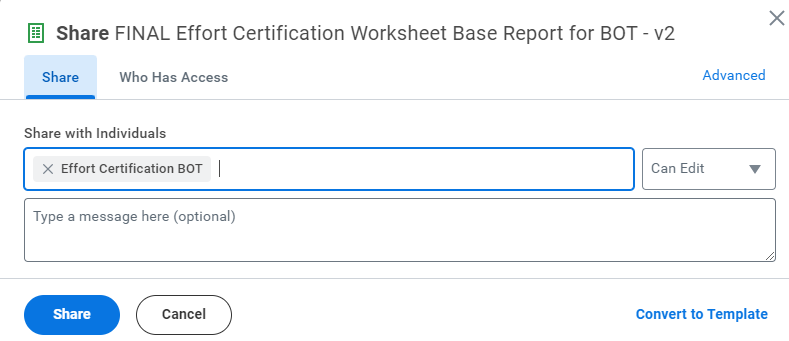 Share FINAL Effort Certification Worksheet Base Report for BOT - v2
Share
Who Has Access
Advanced
Share with Individuals
Effort Certification BOT
Can Edit
Type a message here (optional)
Share
Cancel
Convert to Template